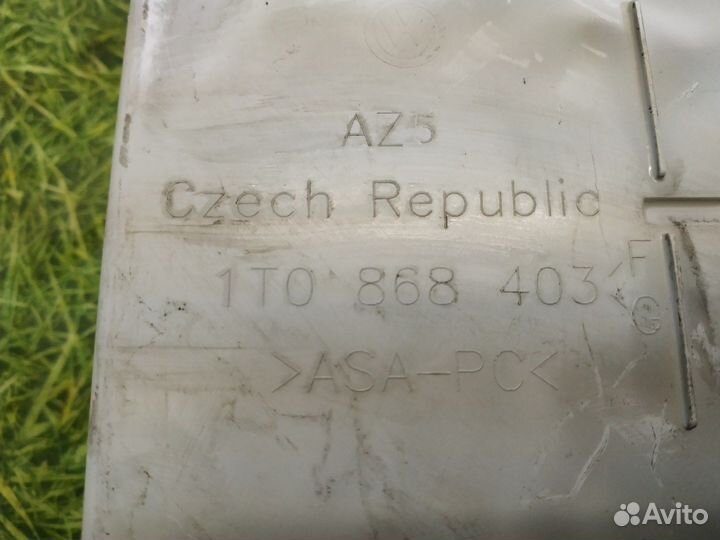 AZ5
Czech Republic
1T0 868 403 < F
G
>ASA-PC<
Avito